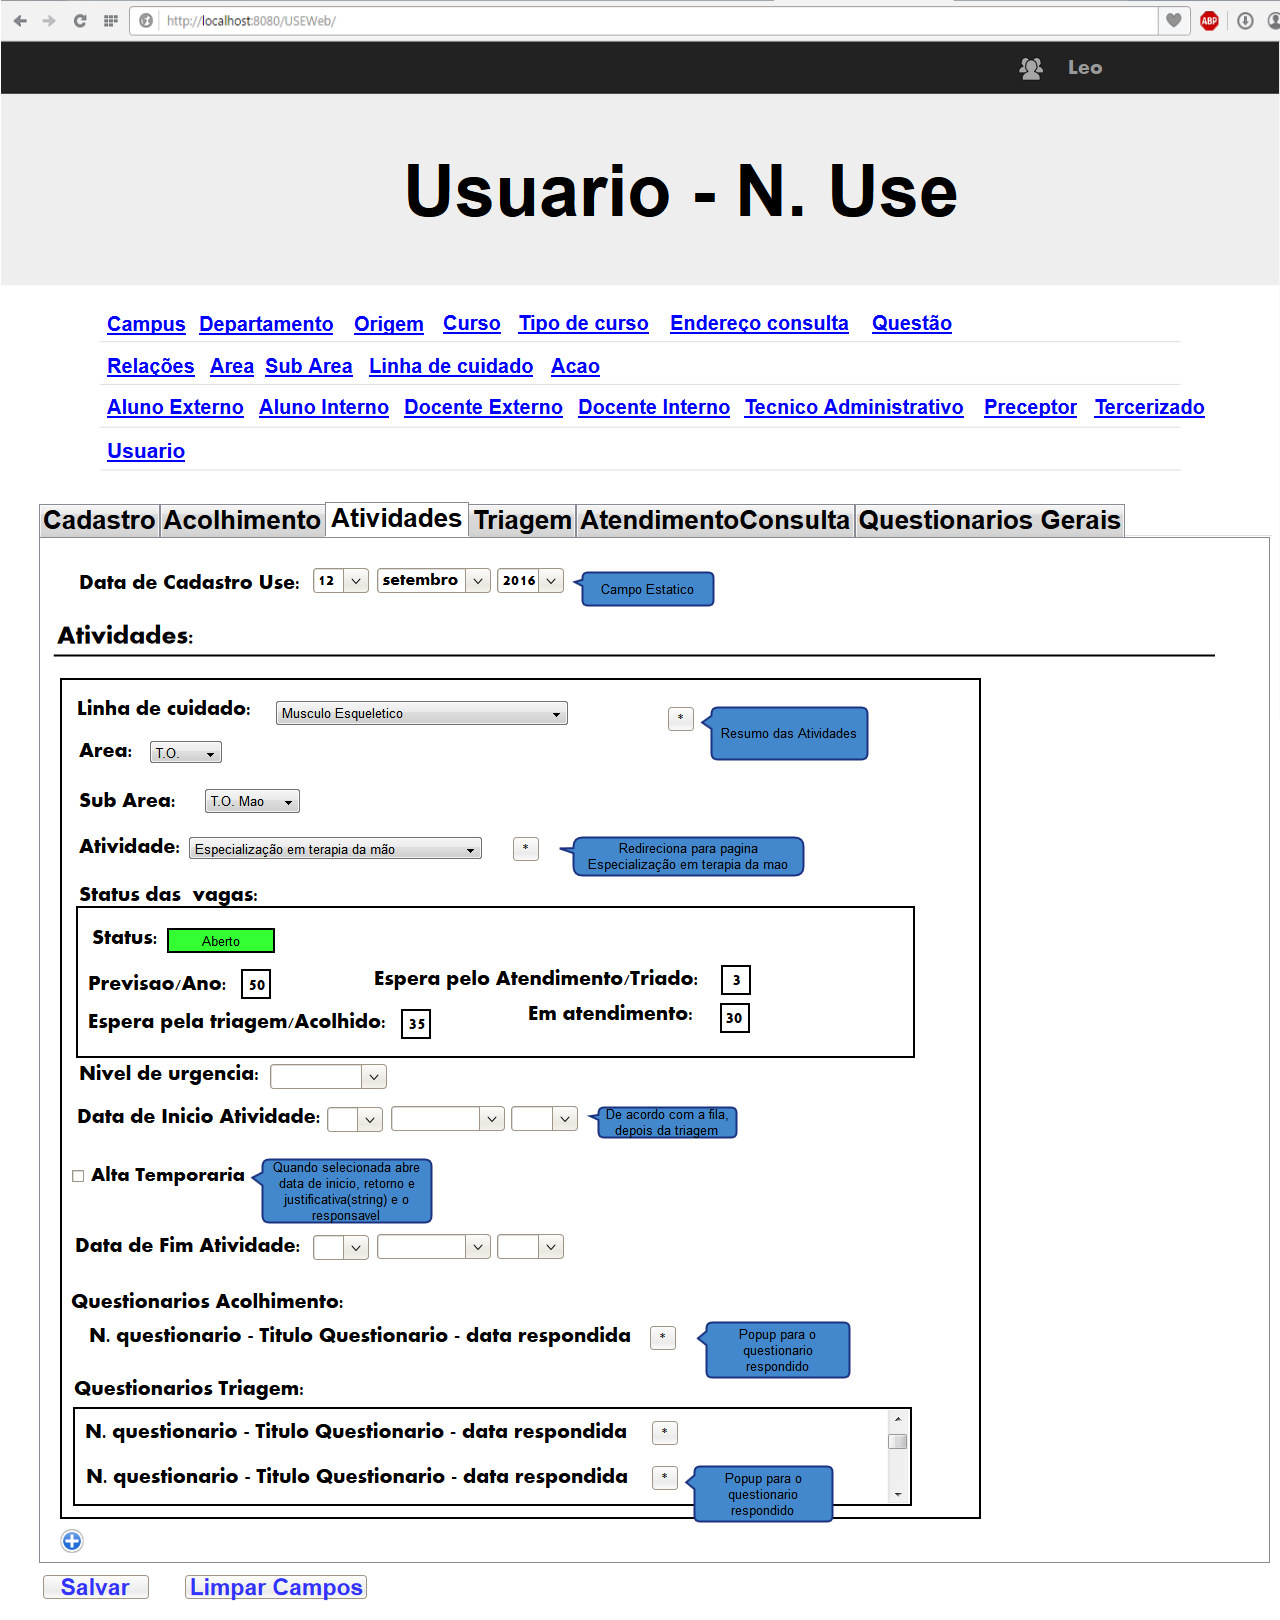 http://localhost:8080/USEWeb/
ABP
Leo
Usuario - N. Use
Campus Departamento Origem Curso Tipo de curso Endereço consulta Questão
Relações Area Sub Area Linha de cuidado Acao
Aluno Externo Aluno Interno Docente Externo Docente Interno Tecnico Administrativo Preceptor Tercerizado
Usuario
Cadastro Acolhimento Atividades Triagem AtendimentoConsulta Questionarios Gerais
Data de Cadastro Use: 12 setembro 2016 Campo Estatico
Atividades:
Linha de cuidado: Musculo Esqueletico * Resumo das Atividades
Area: T.O.
Sub Area: T.O. Mao
Atividade: Especialização em terapia da mão *
Redireciona para pagina
Especialização em terapia da mao
Status das vagas:
Status: Aberto
Previsao/Ano: 50 Espera pelo Atendimento/Triado: 3
Espera pela triagem/Acolhido: 35 Em atendimento: 30
Nivel de urgencia:
Data de Inicio Atividade:
De acordo com a fila,
depois da triagem
Alta Temporaria
Quando selecionada abre
data de inicio, retorno e
justificativa(string) e o
responsavel
Data de Fim Atividade:
Questionarios Acolhimento:
N. questionario - Titulo Questionario - data respondida *
Popup para o
questionario
respondido
Questionarios Triagem:
N. questionario - Titulo Questionario - data respondida *
N. questionario - Titulo Questionario - data respondida *
Popup para o
questionario
respondido
Salvar Limpar Campos